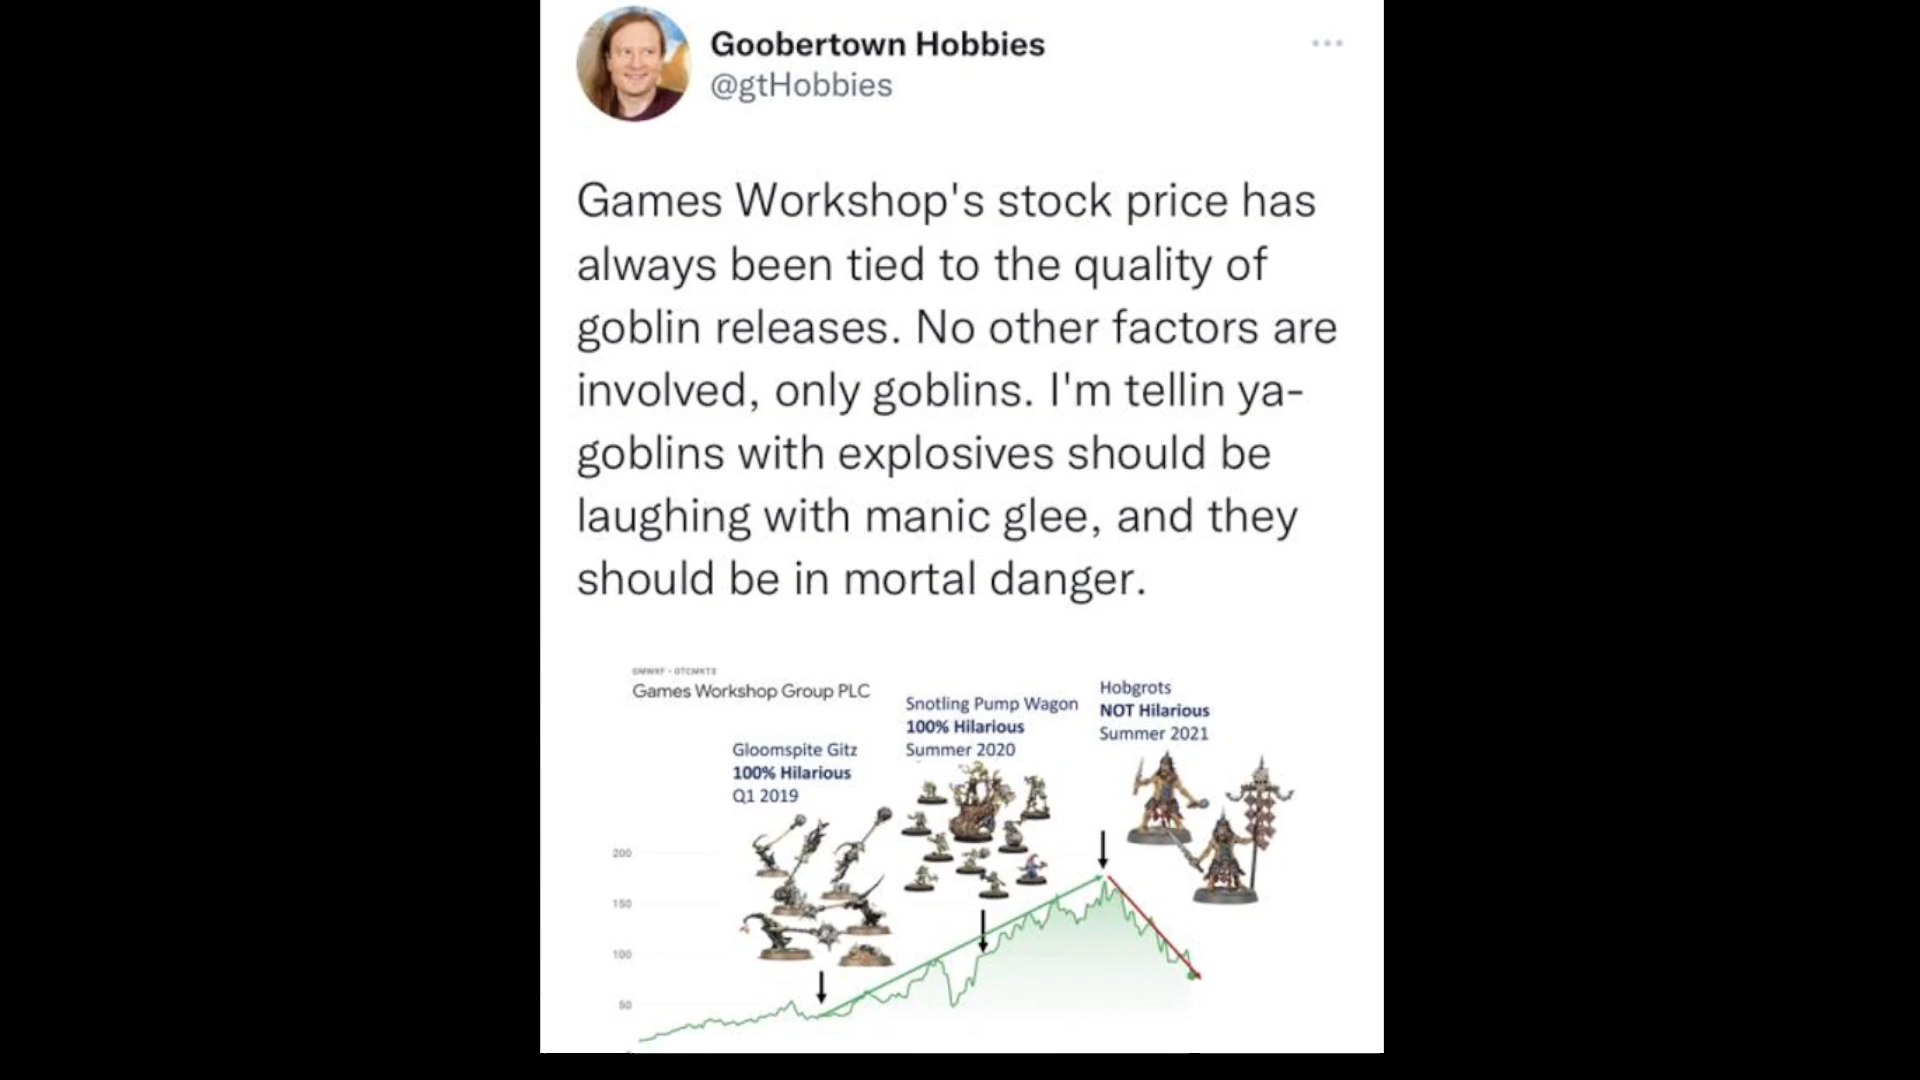 Goobertown Hobbies
@gtHobbies
Games Workshop's stock price has
always been tied to the quality of
goblin releases. No other factors are
involved, only goblins. I'm tellin ya-
goblins with explosives should be
laughing with manic glee, and they
should be in mortal danger.
GMWKF • OTCMKTS
Games Workshop Group PLC
Gloomspite Gitz
100% Hilarious
Q1 2019
Snotling Pump Wagon
100% Hilarious
Summer 2020
Hobgrots
NOT Hilarious
Summer 2021
200
150
100
50